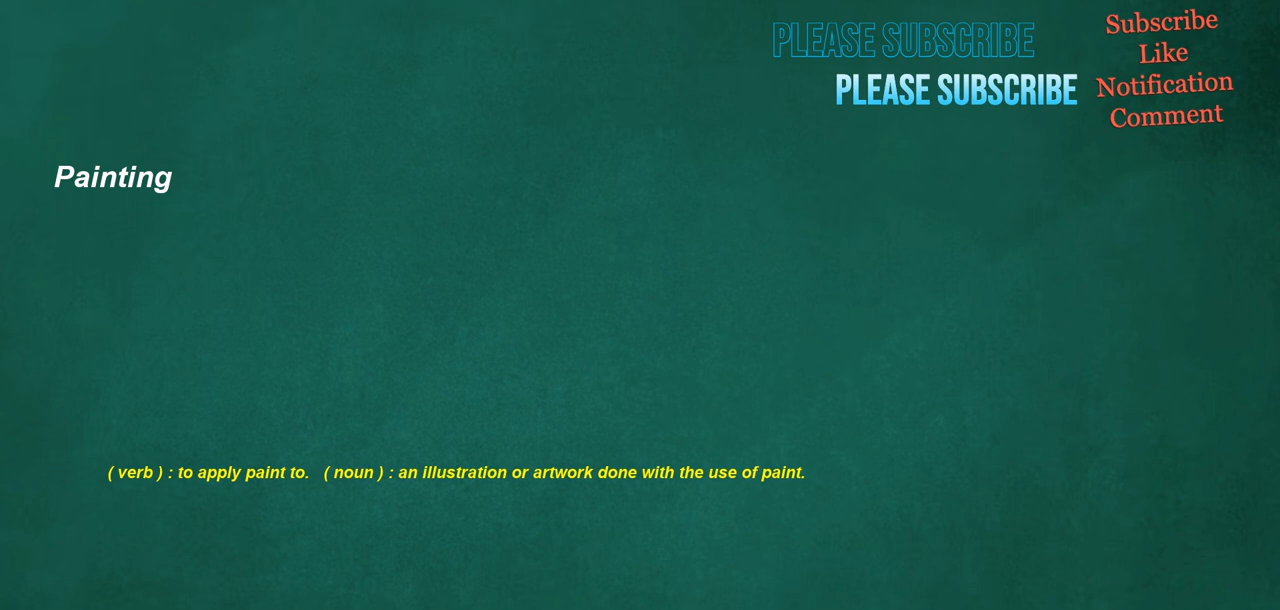 PLEASE SUBSCRIBE
PLEASE SUBSCRIBE
Subscribe
Like
Notification
Comment
Painting
( verb ) : to apply paint to.   ( noun ) : an illustration or artwork done with the use of paint.